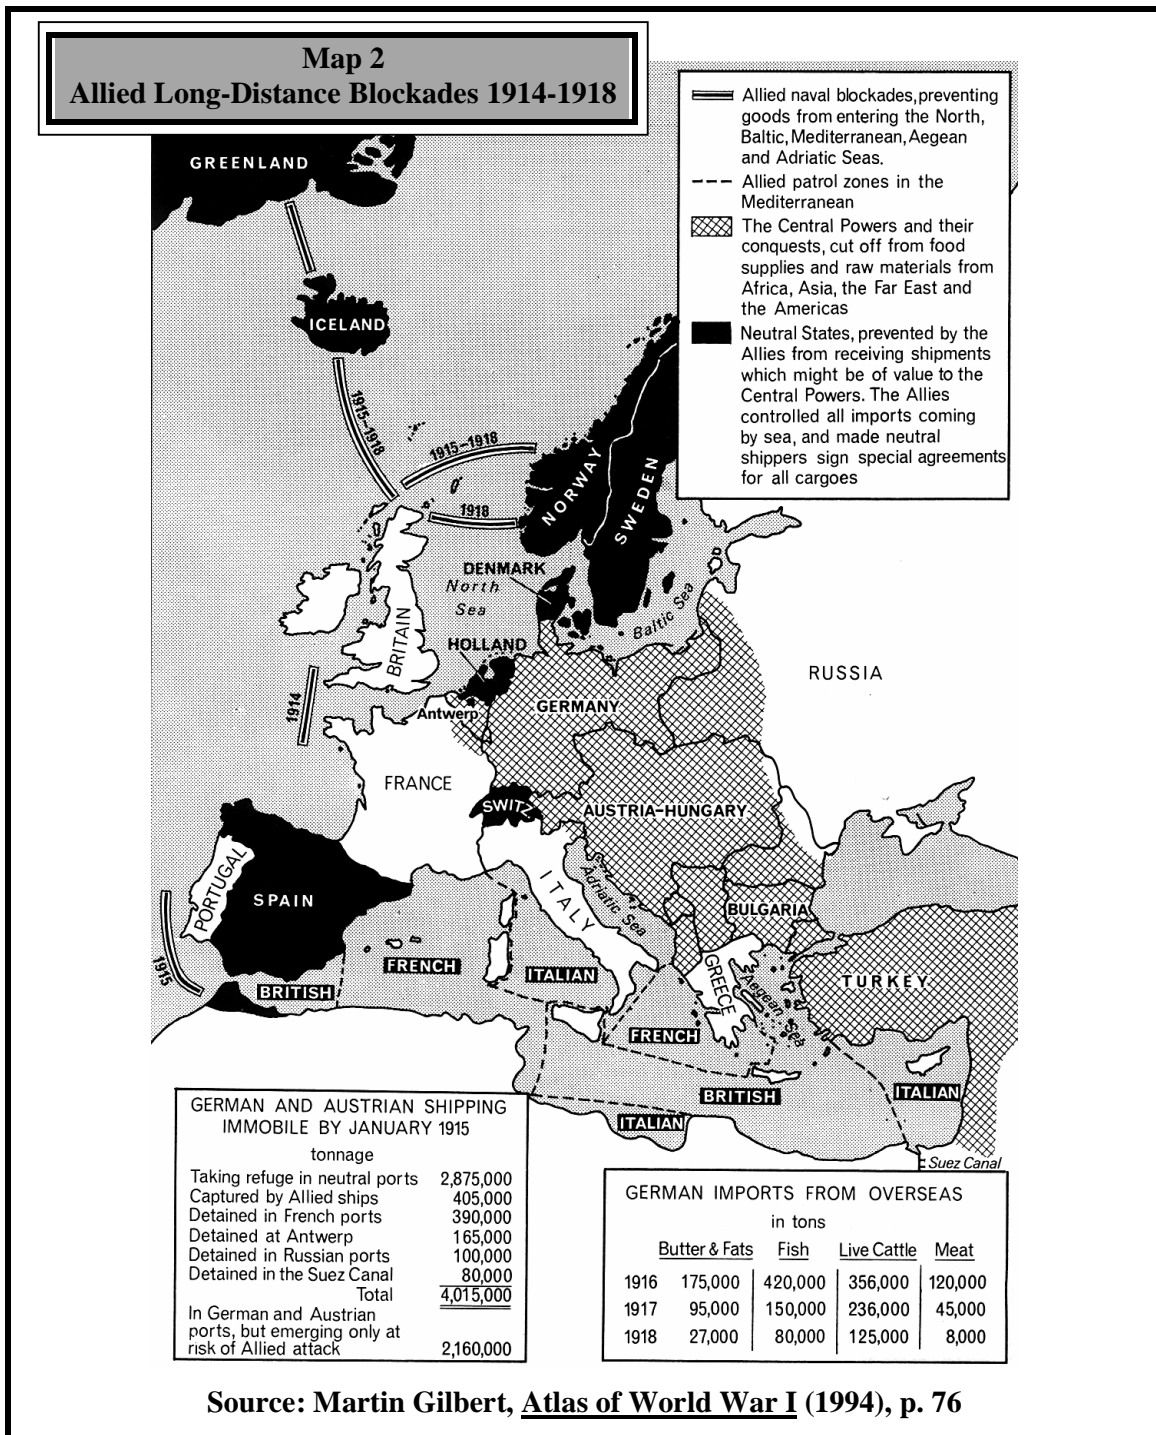 Map 2
Allied Long-Distance Blockades 1914-1918
Allied naval blockades, preventing
goods from entering the North,
Baltic, Mediterranean, Aegean
and Adriatic Seas.
Allied patrol zones in the
Mediterranean
The Central Powers and their
conquests, cut off from food
supplies and raw materials from
Africa, Asia, the Far East and
the Americas
Neutral States, prevented by the
Allies from receiving shipments
which might be of value to the
Central Powers. The Allies
controlled all imports coming
by sea, and made neutral
shippers sign special agreements
for all cargoes
GREENLAND
ICELAND
1915–1918
1915–1918
1918
NORWAY
SWEDEN
DENMARK
North
Sea
Baltic Sea
HOLLAND
BRITAIN
1914
RUSSIA
Antwerp
GERMANY
FRANCE
SWITZ.
AUSTRIA–HUNGARY
PORTUGAL
SPAIN
ITALY
Adriatic Sea
BULGARIA
1915
FRENCH
ITALIAN
GREECE
Aegean Sea
TURKEY
BRITISH
FRENCH
BRITISH
ITALIAN
ITALIAN
Suez Canal
GERMAN AND AUSTRIAN SHIPPING
IMMOBILE BY JANUARY 1915
tonnage
Taking refuge in neutral ports 2,875,000
Captured by Allied ships 405,000
Detained in French ports 390,000
Detained at Antwerp 165,000
Detained in Russian ports 100,000
Detained in the Suez Canal 80,000
Total 4,015,000
In German and Austrian
ports, but emerging only at
risk of Allied attack 2,160,000
GERMAN IMPORTS FROM OVERSEAS
in tons
Butter & Fats Fish Live Cattle Meat
1916 175,000 420,000 356,000 120,000
1917 95,000 150,000 236,000 45,000
1918 27,000 80,000 125,000 8,000
Source: Martin Gilbert, Atlas of World War I (1994), p. 76